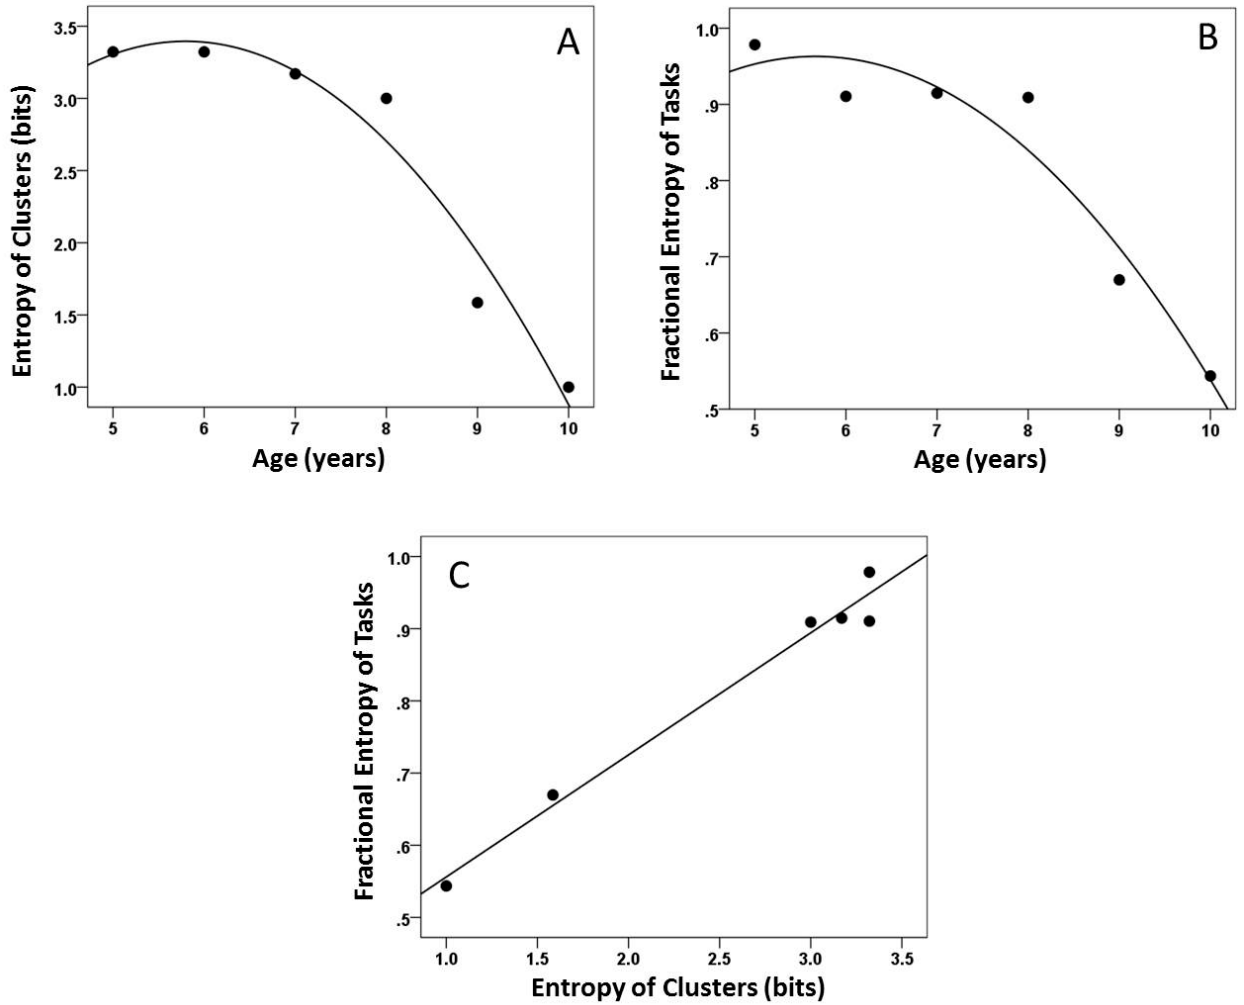 A
Entropy of Clusters (bits)
3.5
3.0
2.5
2.0
1.5
1.0
5 6 7 8 9 10
Age (years)
B
Fractional Entropy of Tasks
1.0
.9
.8
.7
.6
.5
5 6 7 8 9 10
Age (years)
C
Fractional Entropy of Tasks
1.0
.9
.8
.7
.6
.5
1.0 1.5 2.0 2.5 3.0 3.5
Entropy of Clusters (bits)